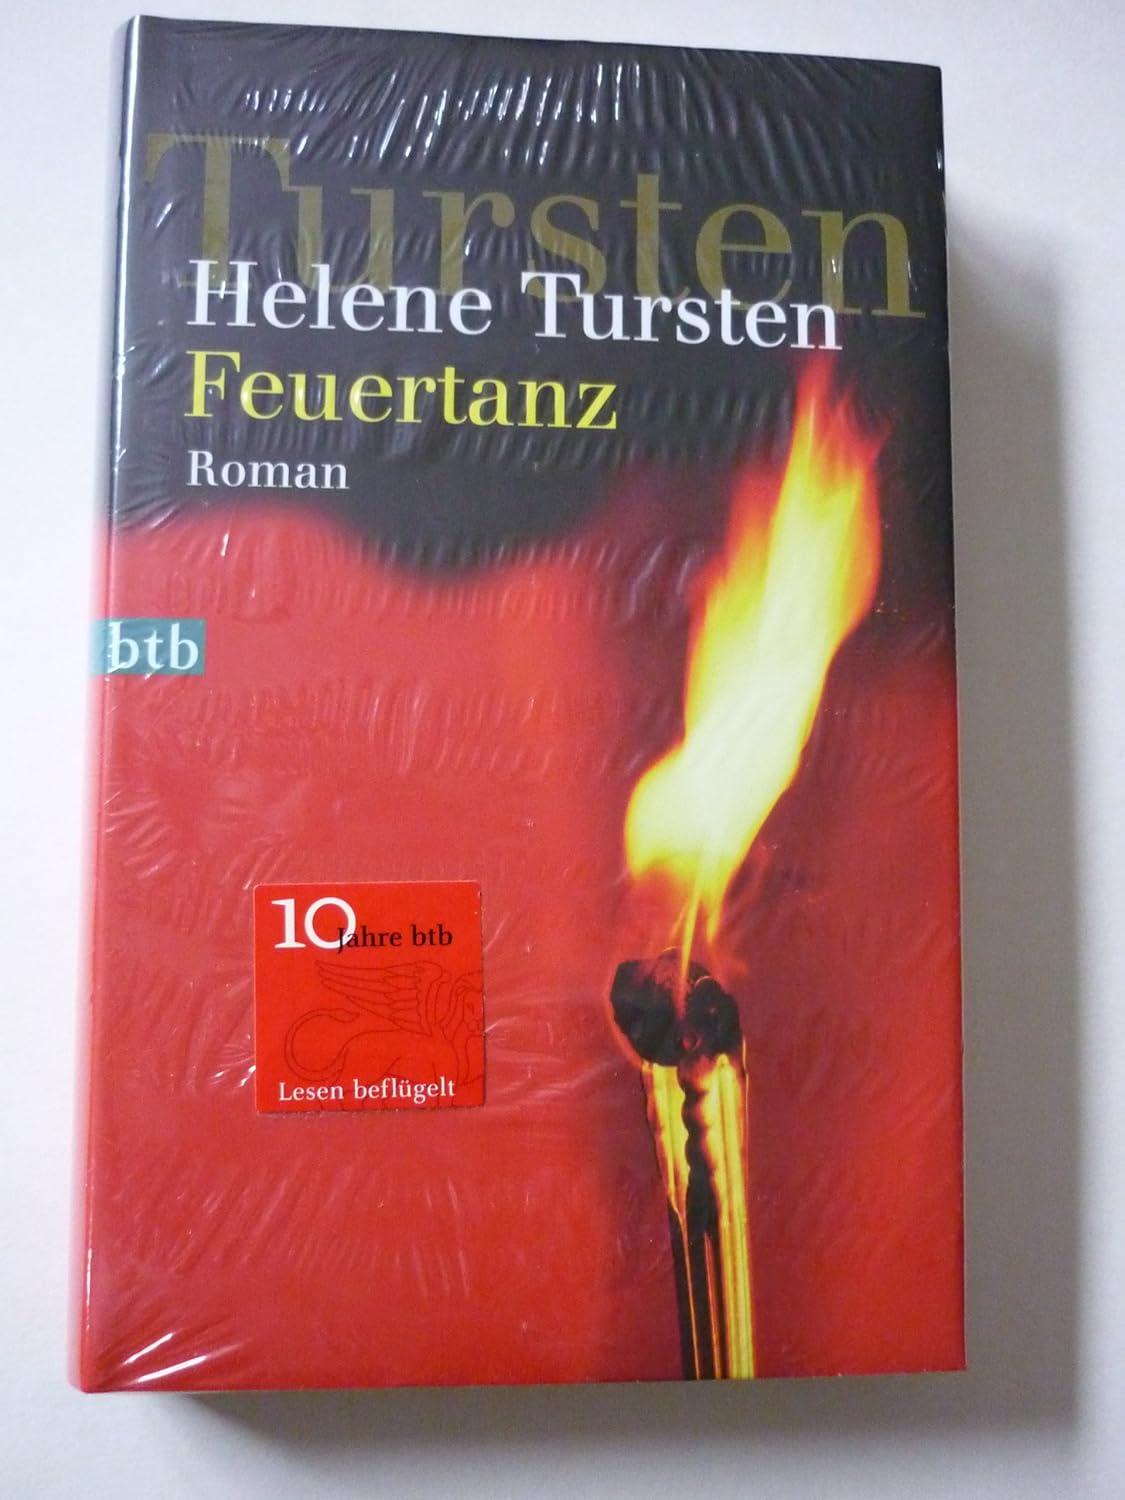 Tursten
Helene Tursten
Feuertanz
Roman
btb
10 Jahre btb
Lesen beflügelt